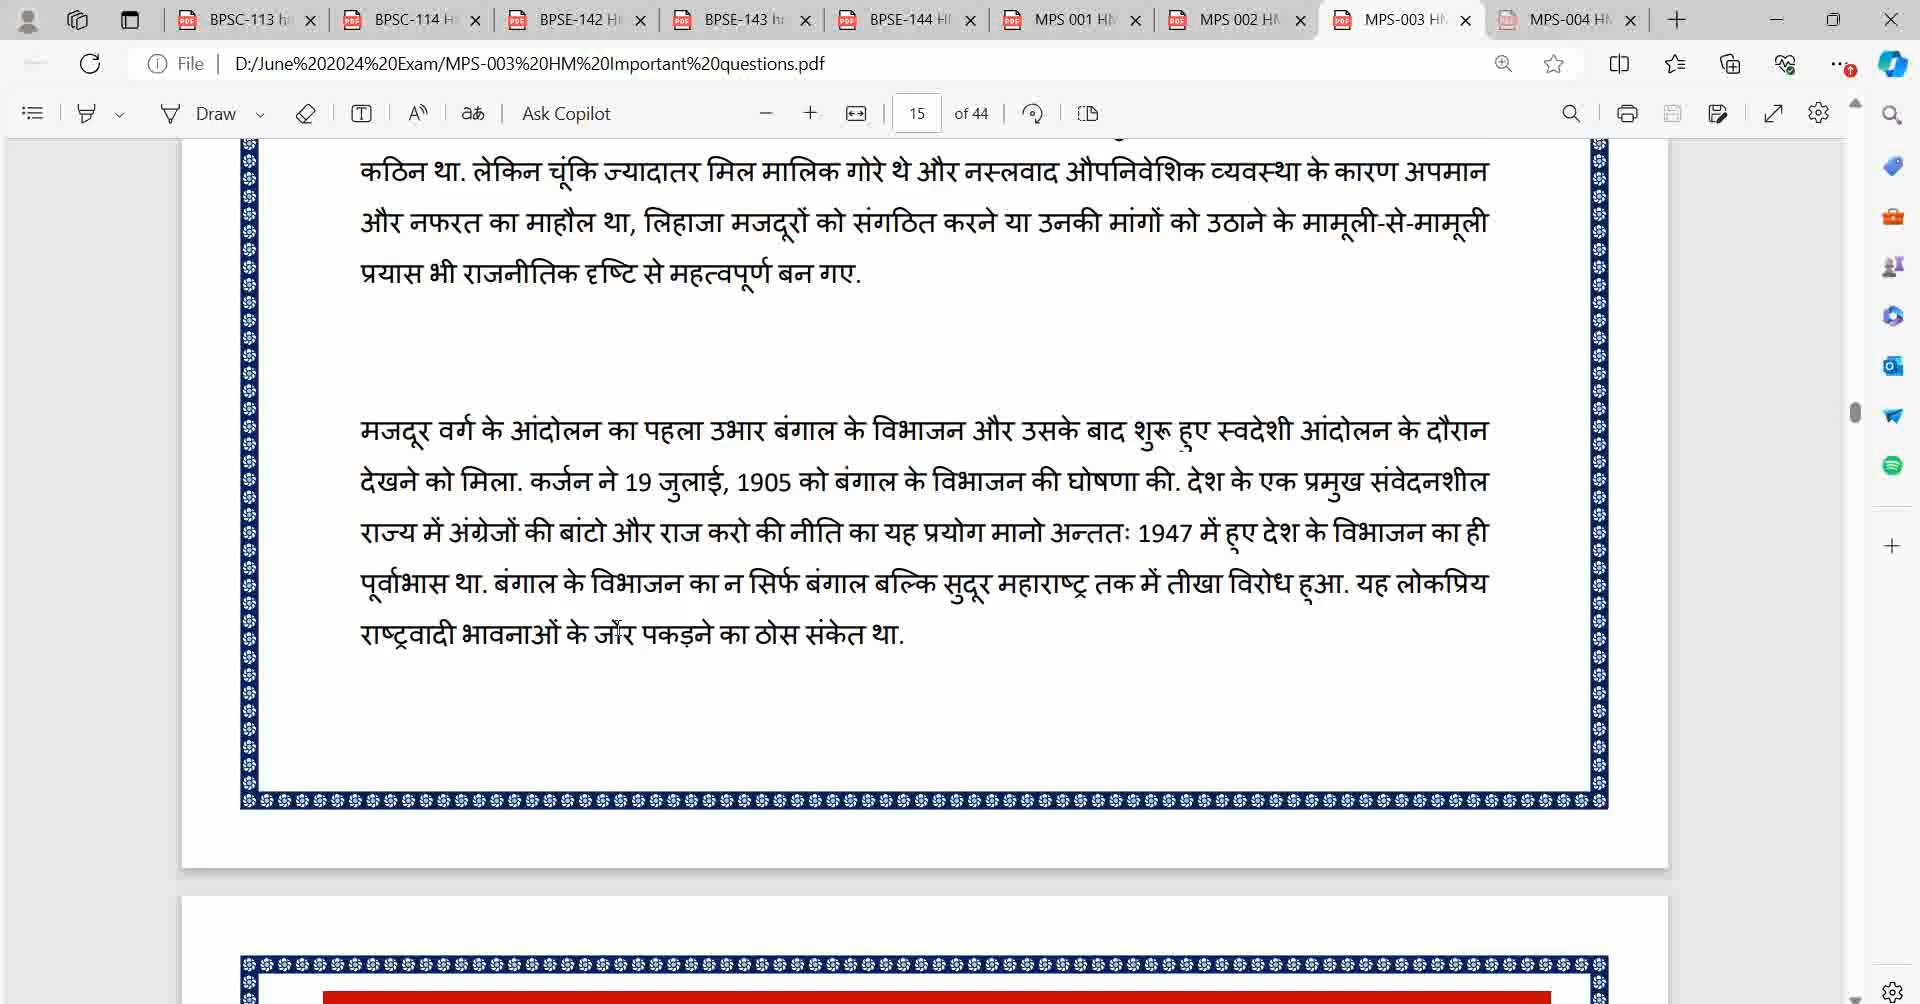 BPSC-113 h
BPSC-114 H
BPSE-142 H
BPSE-143 h
BPSE-144 H
MPS 001 H
MPS 002 H
MPS-003 H
MPS-004 H
File
D:/June%202024%20Exam/MPS-003%20HM%20Important%20questions.pdf
Draw
Ask Copilot
15 of 44
कठिन था. लेकिन चूंकि ज्यादातर मिल मालिक गोरे थे और नस्लवाद औपनिवेशिक व्यवस्था के कारण अपमान
और नफरत का माहौल था, लिहाजा मजदूरों को संगठित करने या उनकी मांगों को उठाने के मामूली-से-मामूली
प्रयास भी राजनीतिक दृष्टि से महत्वपूर्ण बन गए.
मजदूर वर्ग के आंदोलन का पहला उभार बंगाल के विभाजन और उसके बाद शुरू हुए स्वदेशी आंदोलन के दौरान
देखने को मिला. कर्जन ने 19 जुलाई, 1905 को बंगाल के विभाजन की घोषणा की. देश के एक प्रमुख संवेदनशील
राज्य में अंग्रेजों की बांटो और राज करो की नीति का यह प्रयोग मानो अन्ततः 1947 में हुए देश के विभाजन का ही
पूर्वाभास था. बंगाल के विभाजन का न सिर्फ बंगाल बल्कि सुदूर महाराष्ट्र तक में तीखा विरोध हुआ. यह लोकप्रिय
राष्ट्रवादी भावनाओं के जोर पकड़ने का ठोस संकेत था.